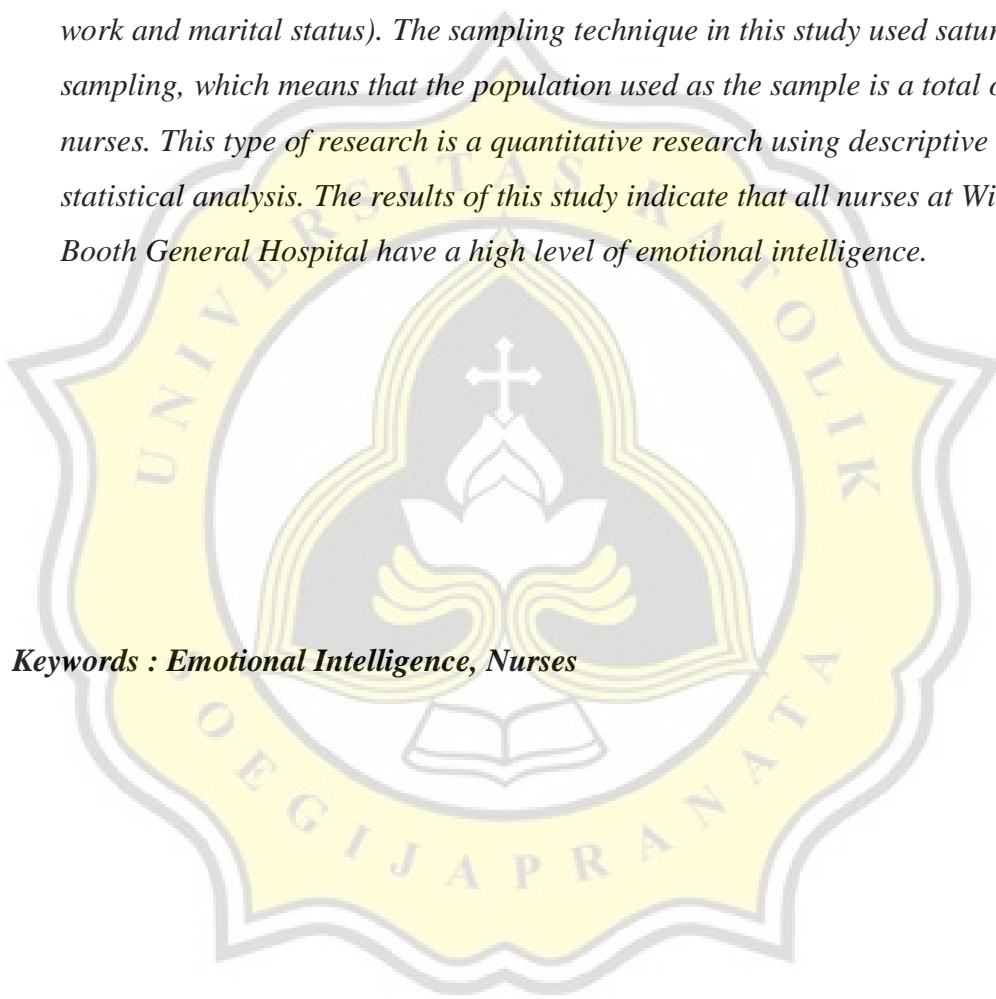 work and marital status). The sampling technique in this study used
sampling, which means that the population used as the sample is a total
nurses. This type of research is a quantitative research using descriptive
statistical analysis. The results of this study indicate that all nurses at
Booth General Hospital have a high level of emotional intelligence.
UNIVERSITAS KATOLIK
Keywords : Emotional Intelligence, Nurses
SOEGIJAPRANATA